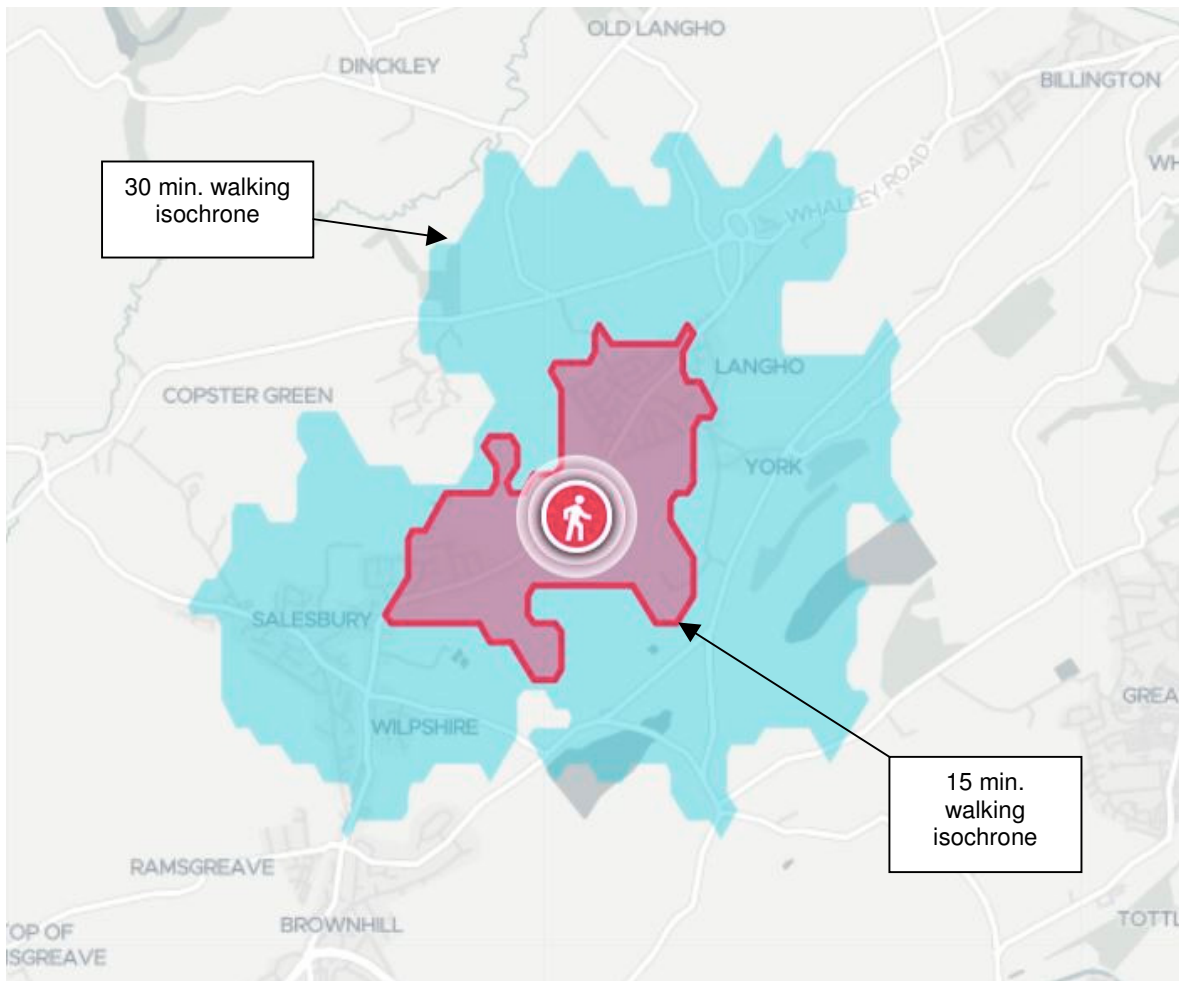 OLD LANGHO
DINCKLEY
BILLINGTON
WH
30 min. walking
isochrone
WHALLEY ROAD
LANGHO
COPSTER GREEN
YORK
SALESBURY
WILPSHIRE
GREA
15 min.
walking
isochrone
RAMSGREAVE
BROWNHILL
TOTTL
TOP OF
SGREAVE